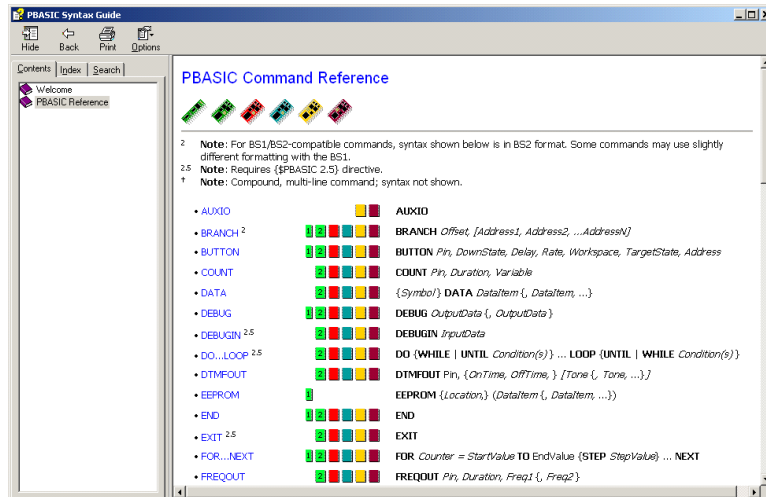 PBASIC Syntax Guide
Hide Back Print Options
Contents Index Search
Welcome
PBASIC Reference
PBASIC Command Reference
2 Note: For BS1/BS2-compatible commands, syntax shown below is in BS2 format. Some commands may use slightly
different formatting with the BS1.
2.5 Note: Requires {$PBASIC 2.5} directive.
† Note: Compound, multi-line command; syntax not shown.
• AUXIO AUXIO
• BRANCH 2 1 2 BRANCH Offset, [Address1, Address2, ...AddressN]
• BUTTON 1 2 BUTTON Pin, DownState, Delay, Rate, Workspace, TargetState, Address
• COUNT 2 COUNT Pin, Duration, Variable
• DATA 2 {Symbol} DATA DataItem {, DataItem, ...}
• DEBUG 1 2 DEBUG OutputData {, OutputData}
• DEBUGIN 2.5 2 DEBUGIN InputData
• DO...LOOP 2.5 2 DO {WHILE | UNTIL Condition(s)} ... LOOP {UNTIL | WHILE Condition(s)}
• DTMFOUT 2 DTMFOUT Pin, {OnTime, OffTime, } [Tone {, Tone, ...}]
• EEPROM 1 EEPROM {Location,} (DataItem {, DataItem, ...})
• END 1 2 END
• EXIT 2.5 2 EXIT
• FOR...NEXT 1 2 FOR Counter = StartValue TO EndValue {STEP StepValue} ... NEXT
• FREQOUT 2 FREQOUT Pin, Duration, Freq1 {, Freq2}